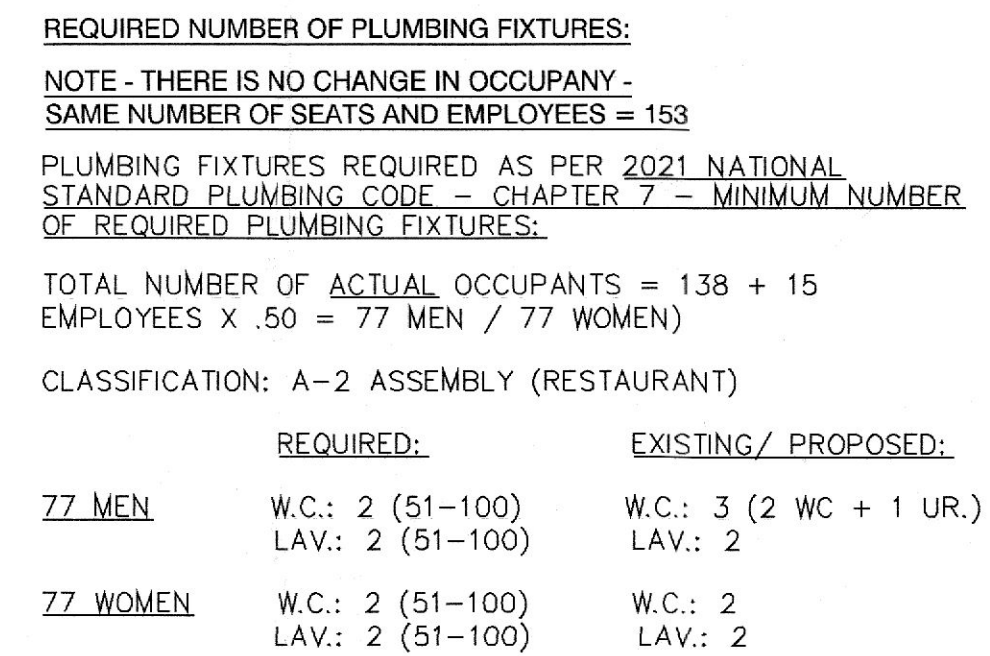 REQUIRED NUMBER OF PLUMBING FIXTURES:
NOTE - THERE IS NO CHANGE IN OCCUPANY -
SAME NUMBER OF SEATS AND EMPLOYEES = 153
PLUMBING FIXTURES REQUIRED AS PER 2021 NATIONAL
STANDARD PLUMBING CODE – CHAPTER 7 – MINIMUM NUMBER
OF REQUIRED PLUMBING FIXTURES:
TOTAL NUMBER OF ACTUAL OCCUPANTS = 138 + 15
EMPLOYEES X .50 = 77 MEN / 77 WOMEN)
CLASSIFICATION: A–2 ASSEMBLY (RESTAURANT)
REQUIRED: EXISTING/ PROPOSED:
77 MEN W.C.: 2 (51–100) W.C.: 3 (2 WC + 1 UR.)
LAV.: 2 (51–100) LAV.: 2
77 WOMEN W.C.: 2 (51–100) W.C.: 2
LAV.: 2 (51–100) LAV.: 2